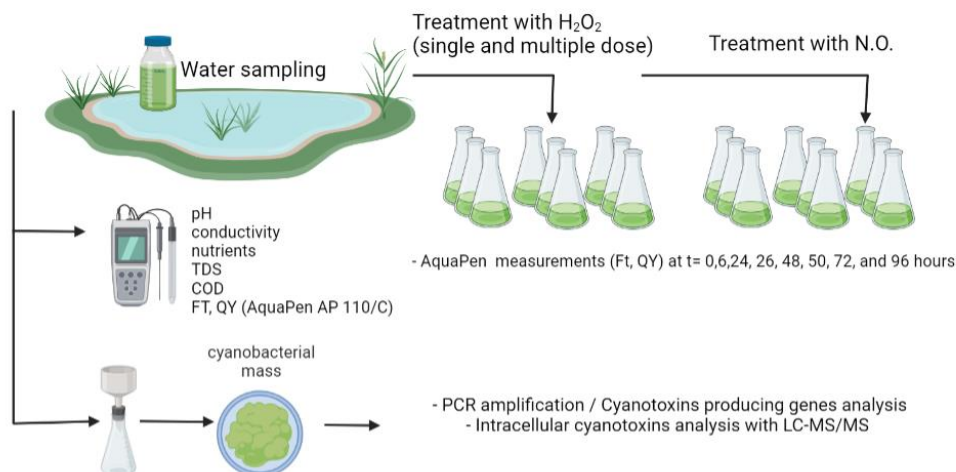 Water sampling
Treatment with H₂O₂
(single and multiple dose)
Treatment with N.O.
- AquaPen measurements (Ft, QY) at t= 0,6,24, 26, 48, 50, 72, and 96 hours
pH
conductivity
nutrients
TDS
COD
FT, QY (AquaPen AP 110/C)
cyanobacterial
mass
- PCR amplification / Cyanotoxins producing genes analysis
- Intracellular cyanotoxins analysis with LC-MS/MS